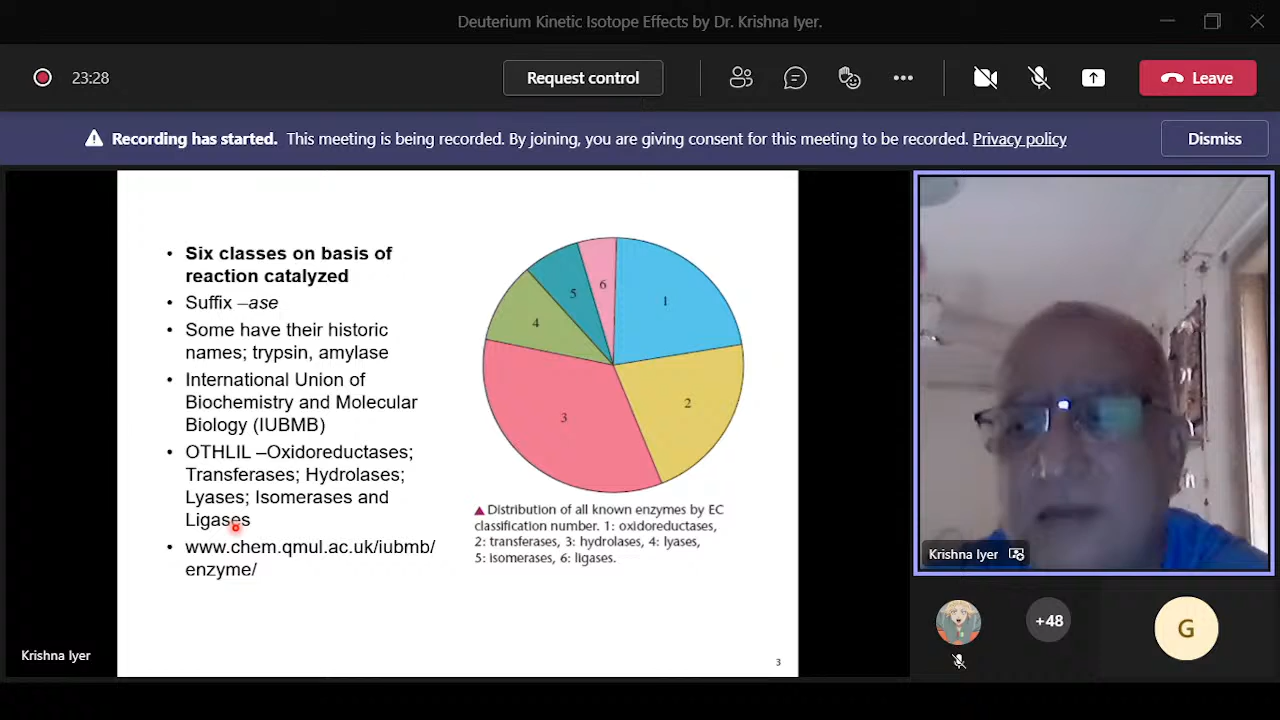 Deuterium Kinetic Isotope Effects by Dr. Krishna Iyer.
23:28
Request control
Leave
Recording has started. This meeting is being recorded. By joining, you are giving consent for this meeting to be recorded. Privacy policy
Dismiss
• Six classes on basis of
reaction catalyzed
• Suffix –ase
• Some have their historic
names; trypsin, amylase
• International Union of
Biochemistry and Molecular
Biology (IUBMB)
• OTHLIL –Oxidoreductases;
Transferases; Hydrolases;
Lyases; Isomerases and
Ligases
• www.chem.qmul.ac.uk/iubmb/
enzyme/
1
2
3
4
5
6
▲ Distribution of all known enzymes by EC
classification number. 1: oxidoreductases,
2: transferases, 3: hydrolases, 4: lyases,
5: isomerases, 6: ligases.
3
Krishna Iyer
Krishna Iyer
+48
G